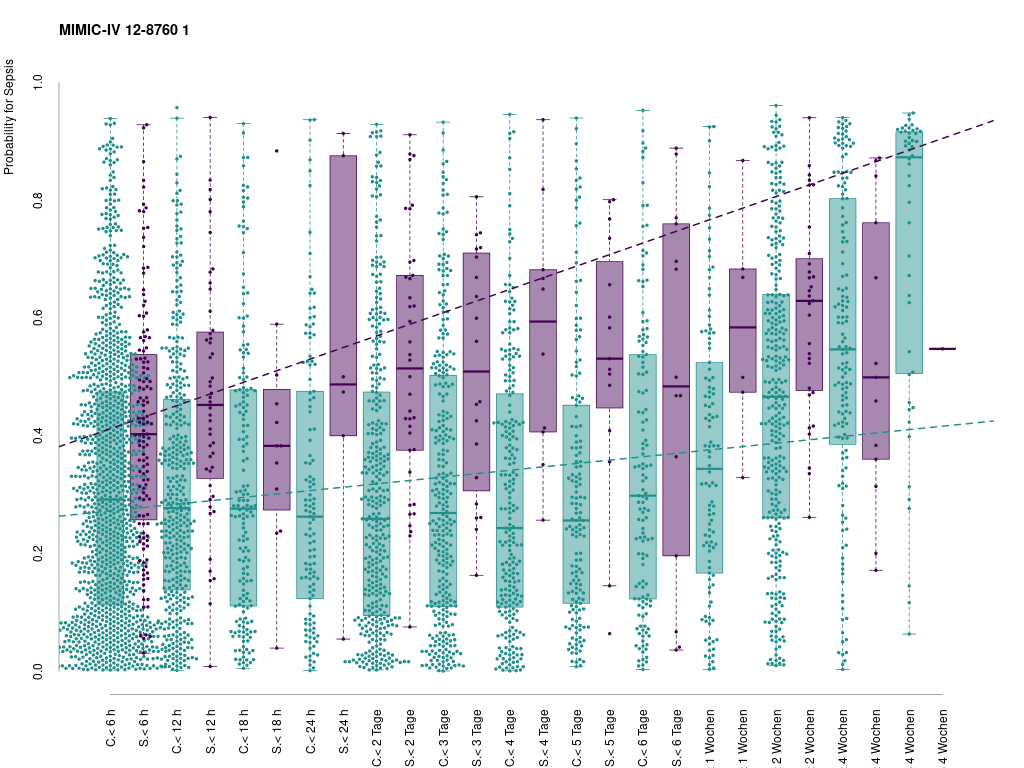 MIMIC-IV 12-8760 1
Probability for Sepsis
1.0
0.8
0.6
0.4
0.2
0.0
C.< 6 h
S.< 6 h
C.< 12 h
S.< 12 h
C.< 18 h
S.< 18 h
C.< 24 h
S.< 24 h
C.< 2 Tage
S.< 2 Tage
C.< 3 Tage
S.< 3 Tage
C.< 4 Tage
S.< 4 Tage
C.< 5 Tage
S.< 5 Tage
C.< 6 Tage
S.< 6 Tage
1 Wochen
1 Wochen
2 Wochen
2 Wochen
4 Wochen
4 Wochen
4 Wochen
4 Wochen